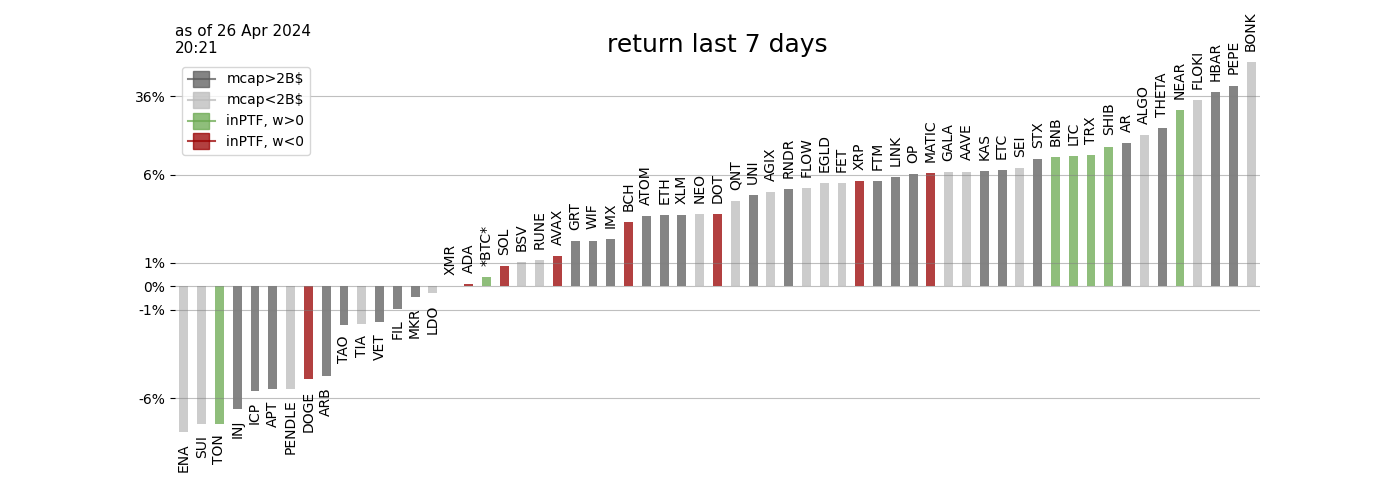 as of 26 Apr 2024
20:21
return last 7 days
mcap>2B$
mcap<2B$
inPTF, w>0
inPTF, w<0
36%
6%
1%
0%
-1%
-6%
ENA
SUI
TON
INJ
ICP
APT
PENDLE
DOGE
ARB
TAO
TIA
VET
FIL
MKR
LDO
XMR
ADA
*BTC*
SOL
BSV
RUNE
AVAX
GRT
WIF
IMX
BCH
ATOM
ETH
XLM
NEO
DOT
QNT
UNI
AGIX
RNDR
FLOW
EGLD
FET
XRP
FTM
LINK
OP
MATIC
GALA
AAVE
KAS
ETC
SEI
STX
BNB
LTC
TRX
SHIB
AR
ALGO
THETA
NEAR
FLOKI
HBAR
PEPE
BONK